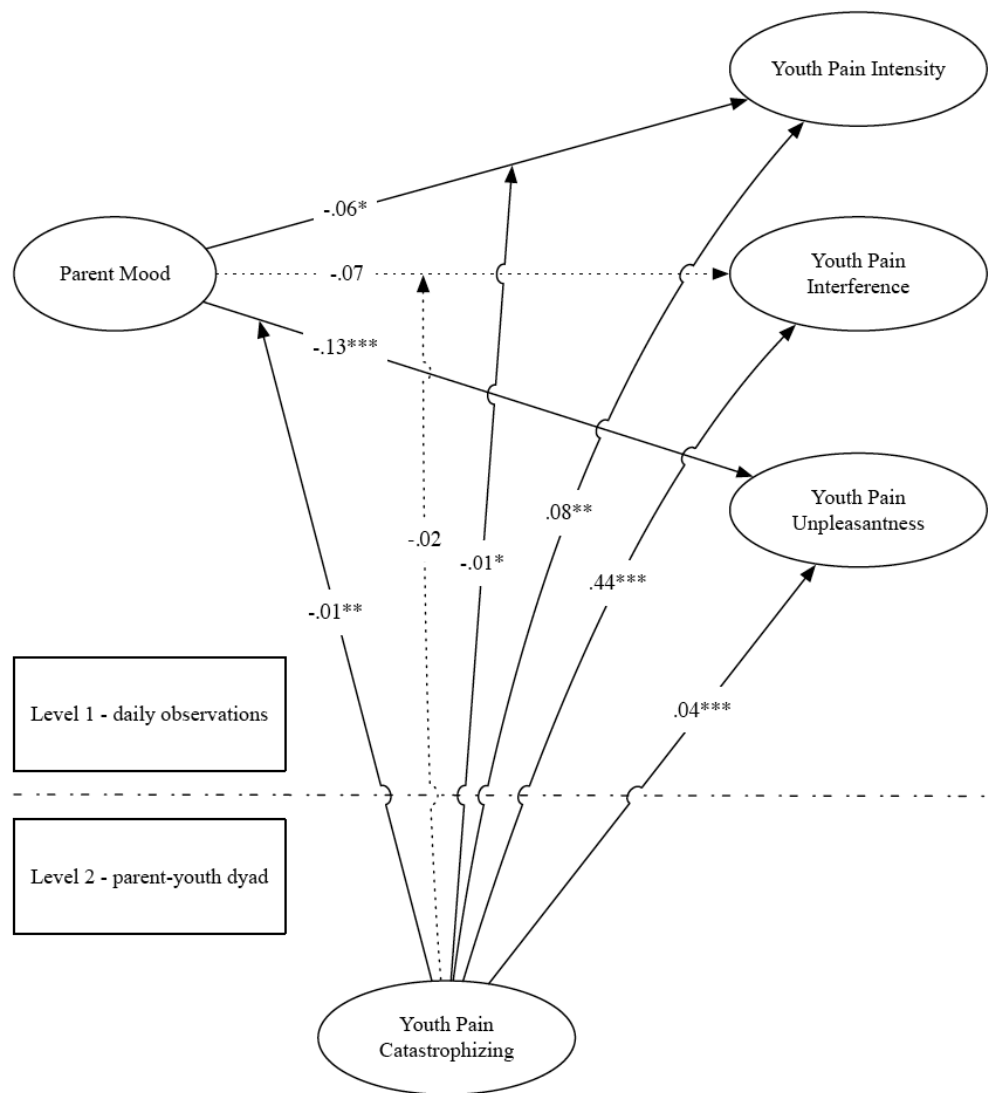 Youth Pain Intensity
-.06*
Parent Mood
-.07
Youth Pain
Interference
-.13***
Youth Pain
Unpleasantness
.08**
-.02
-.01*
.44***
-.01**
Level 1 - daily observations
.04***
Level 2 - parent-youth dyad
Youth Pain
Catastrophizing